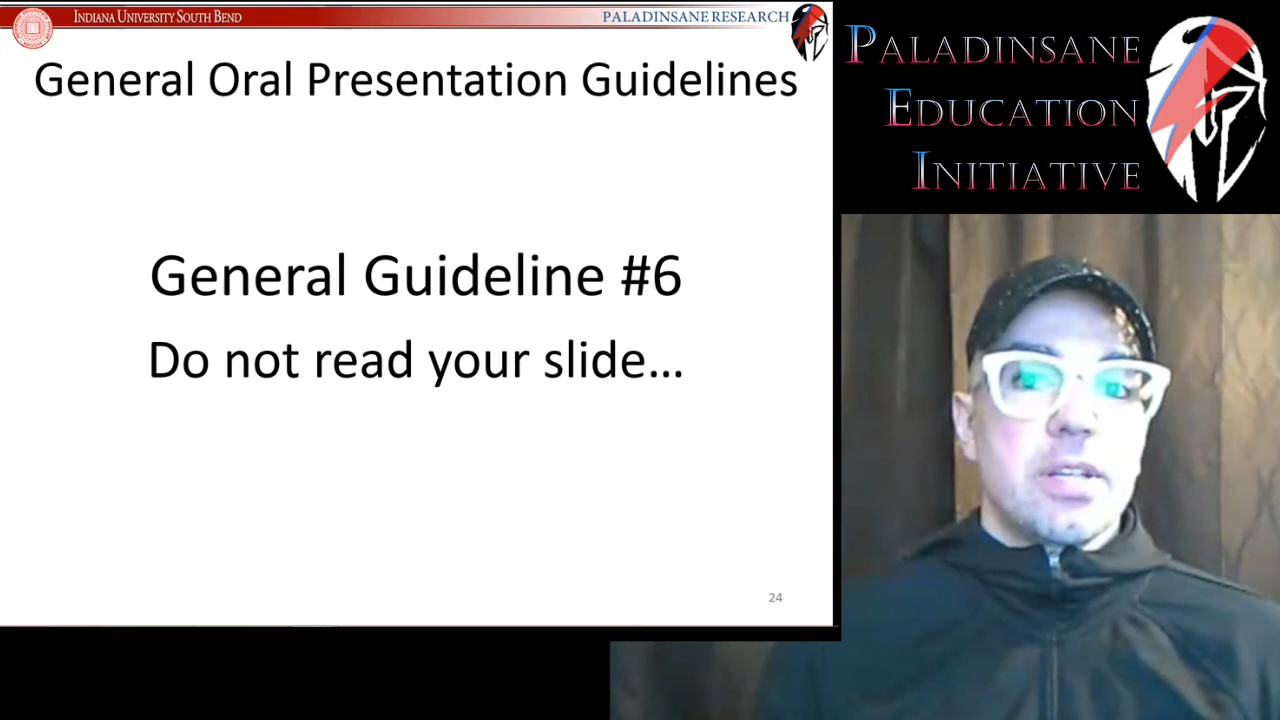 INDIANA UNIVERSITY SOUTH BEND
PALADINSANE RESEARCH
General Oral Presentation Guidelines
General Guideline #6
Do not read your slide...
24
PALADINSANE
EDUCATION
INITIATIVE